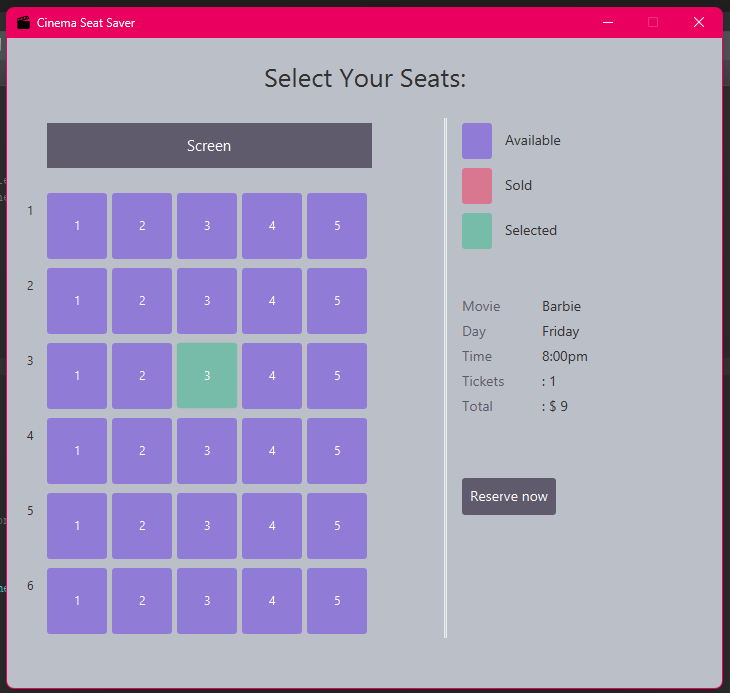 Cinema Seat Saver
Select Your Seats:
Screen
1 1 2 3 4 5
2 1 2 3 4 5
3 1 2 3 4 5
4 1 2 3 4 5
5 1 2 3 4 5
6 1 2 3 4 5
Available
Sold
Selected
Movie Barbie
Day Friday
Time 8:00pm
Tickets : 1
Total : $ 9
Reserve now